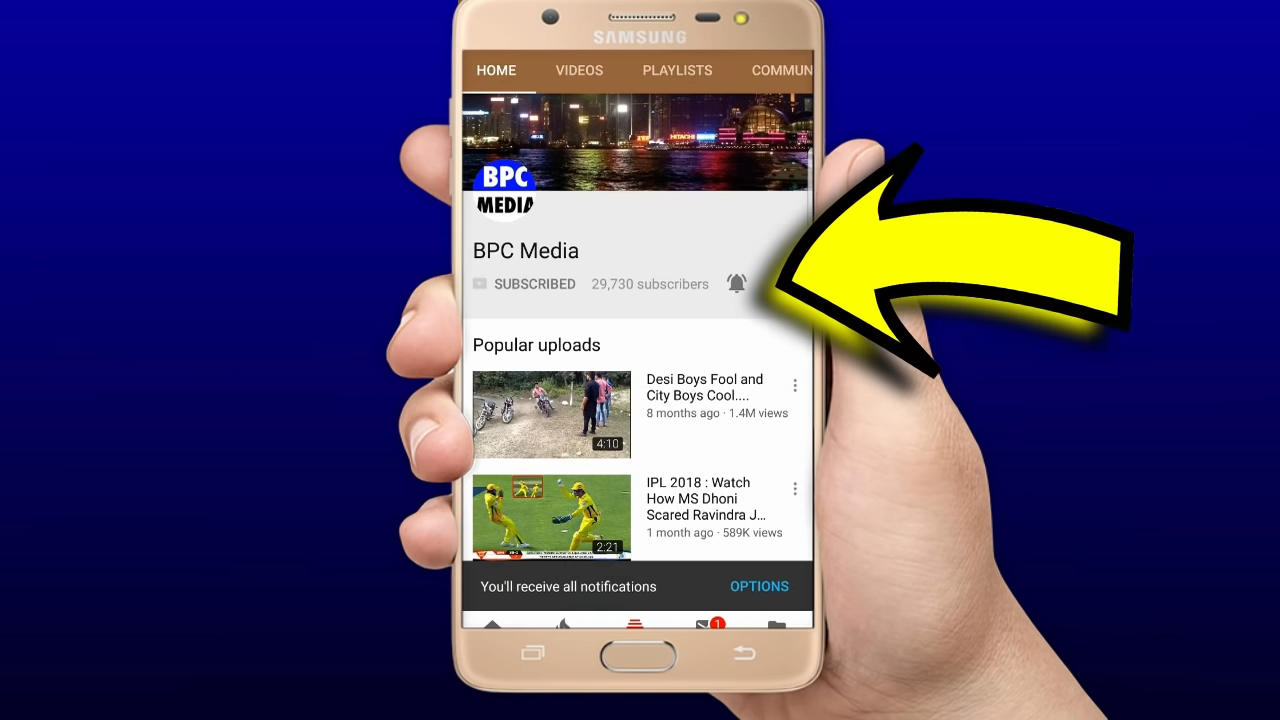 SAMSUNG
HOME VIDEOS PLAYLISTS COMMUN
HITACHI
BPC
MEDIA
BPC Media
SUBSCRIBED 29,730 subscribers
Popular uploads
Desi Boys Fool and
City Boys Cool....
8 months ago · 1.4M views
4:10
IPL 2018 : Watch
How MS Dhoni
Scared Ravindra J...
1 month ago · 589K views
2:21
You'll receive all notifications OPTIONS
1